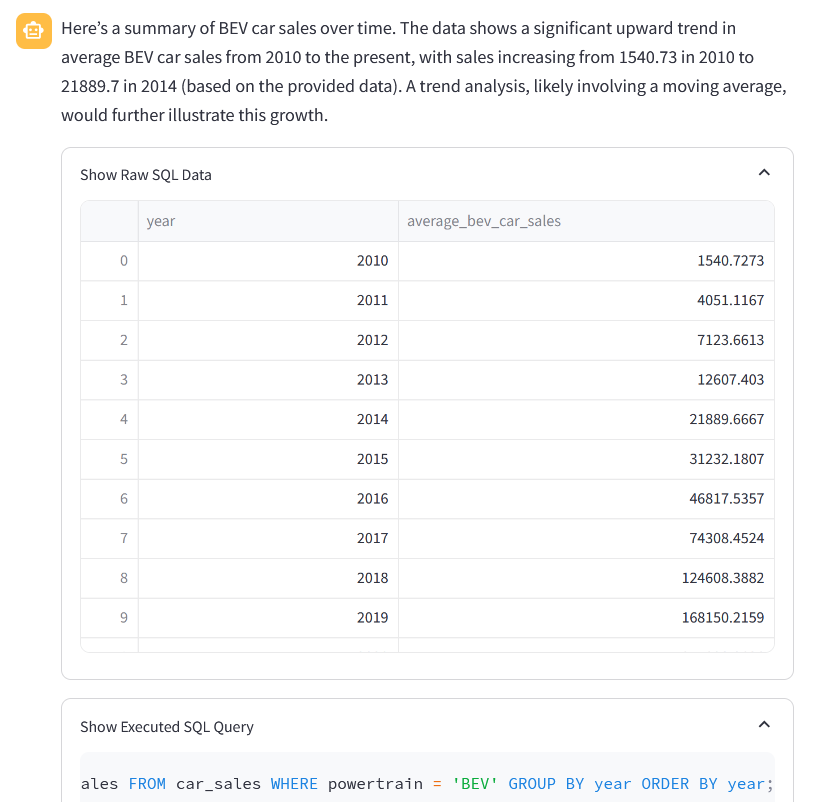 Here’s a summary of BEV car sales over time. The data shows a significant upward trend in
average BEV car sales from 2010 to the present, with sales increasing from 1540.73 in 2010 to
21889.7 in 2014 (based on the provided data). A trend analysis, likely involving a moving average,
would further illustrate this growth.
Show Raw SQL Data
year average_bev_car_sales
0 2010 1540.7273
1 2011 4051.1167
2 2012 7123.6613
3 2013 12607.403
4 2014 21889.6667
5 2015 31232.1807
6 2016 46817.5357
7 2017 74308.4524
8 2018 124608.3882
9 2019 168150.2159
Show Executed SQL Query
ales FROM car_sales WHERE powertrain = 'BEV' GROUP BY year ORDER BY year;